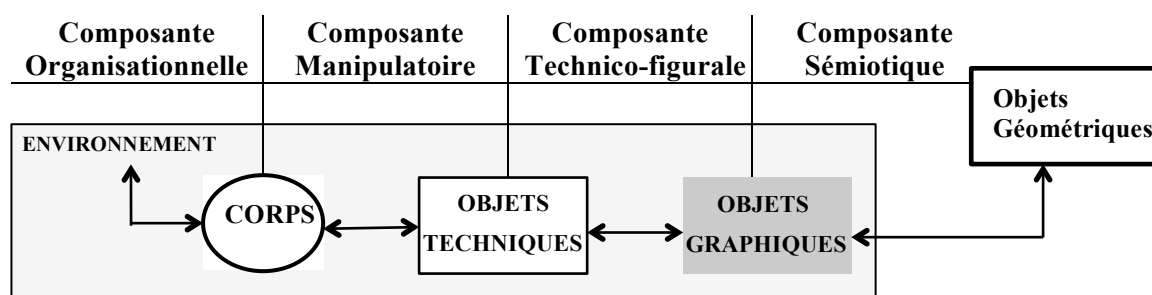 Composante Organisationnelle
Composante Manipulatoire
Composante Technico-figurale
Composante Sémiotique
Objets
Géométriques
ENVIRONNEMENT
CORPS
OBJETS
TECHNIQUES
OBJETS
GRAPHIQUES